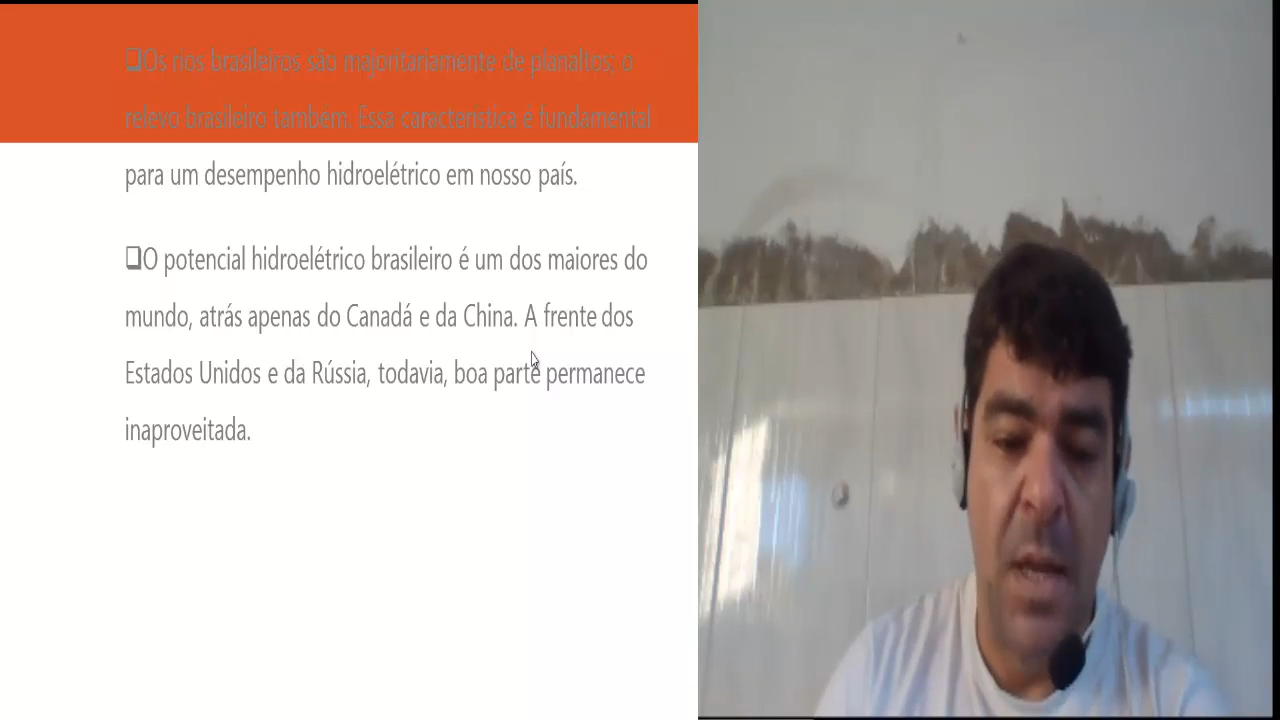 ❑Os rios brasileiros são majoritariamente de planaltos; o
relevo brasileiro também. Essa característica é fundamental
para um desempenho hidroelétrico em nosso país.
❑O potencial hidroelétrico brasileiro é um dos maiores do
mundo, atrás apenas do Canadá e da China. A frente dos
Estados Unidos e da Rússia, todavia, boa parte permanece
inaproveitada.